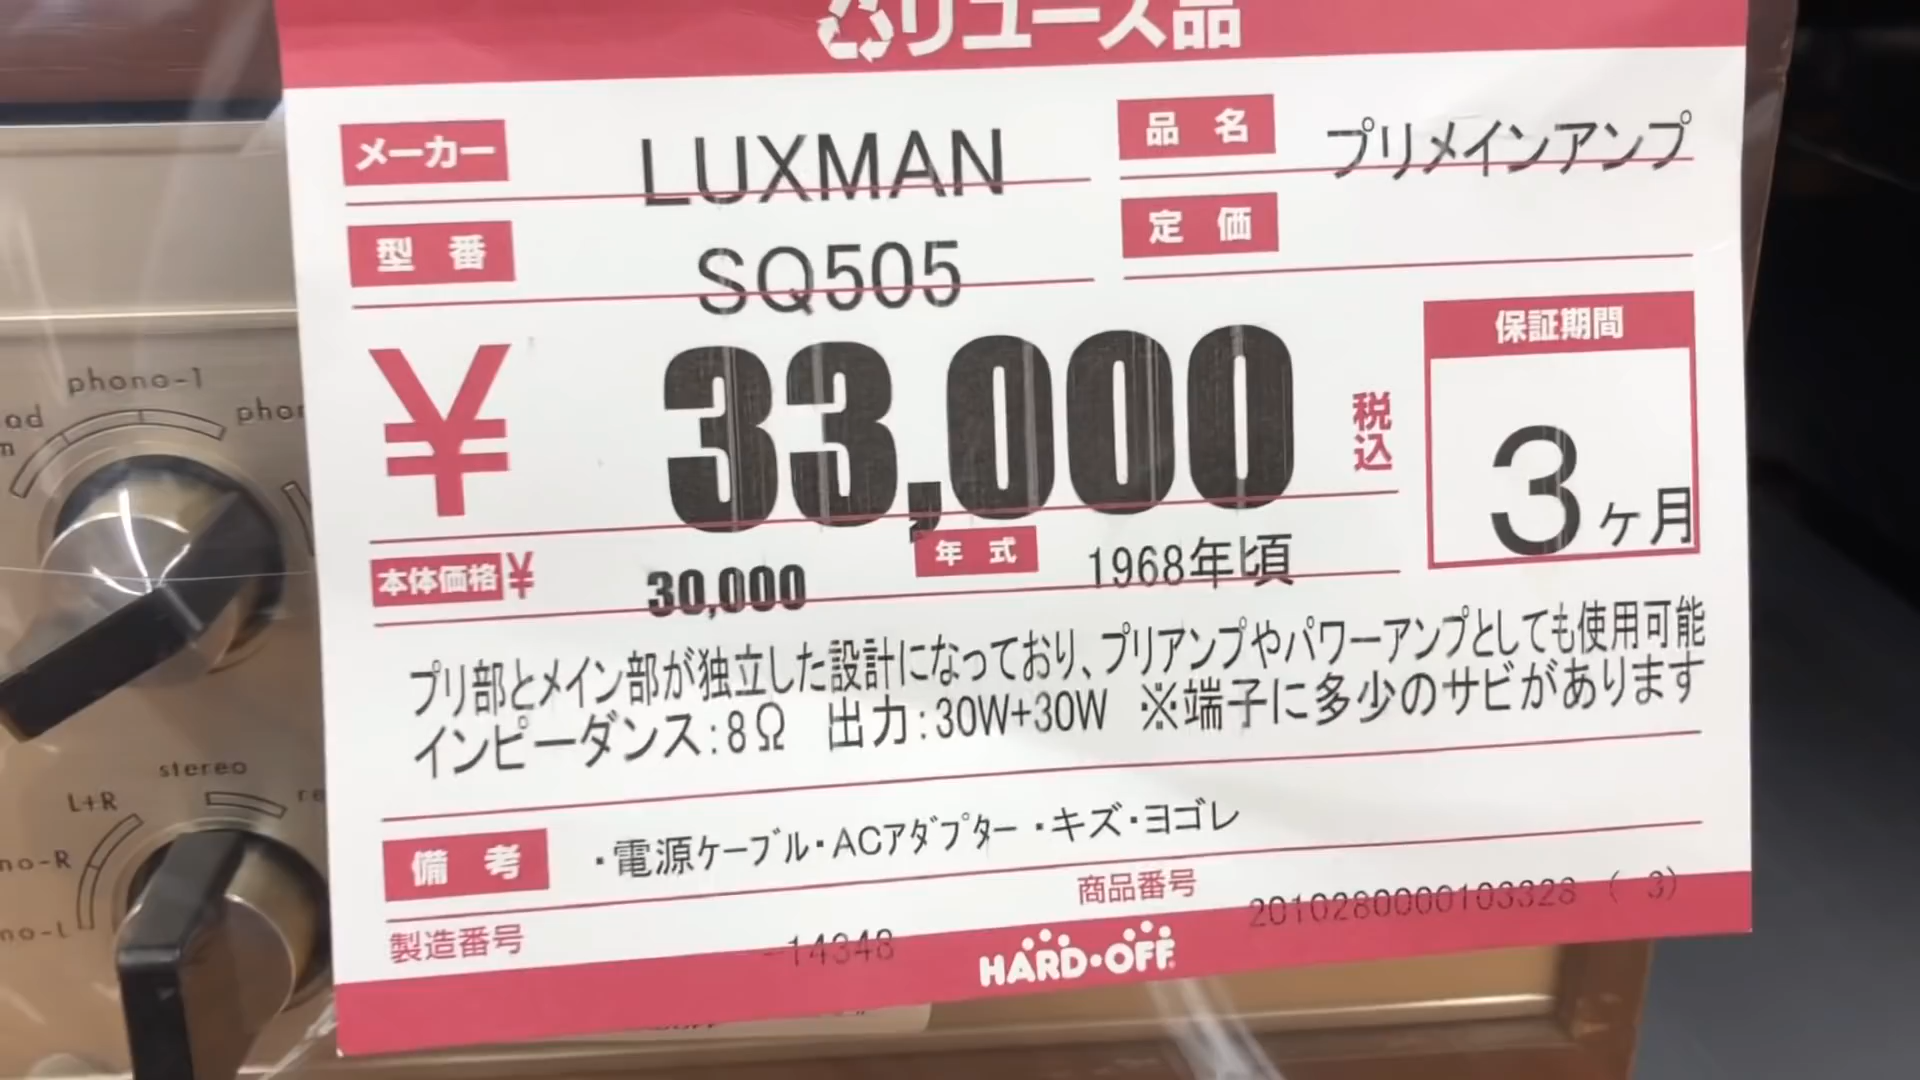 リユース品
メーカー LUXMAN 品名 プリメインアンプ
型番 SQ505 定価
¥ 33,000 税込
保証期間
3ヶ月
本体価格 ¥ 30,000 年式 1968年頃
プリ部とメイン部が独立した設計になっており、プリアンプやパワーアンプとしても使用可能
インピーダンス:8Ω 出力:30W+30W ※端子に多少のサビがあります
備考 ・電源ケーブル・ACアダプター・キズ・ヨゴレ
製造番号 -14348 商品番号 2010280000103328 ( 3)
HARD・OFF
phono-1
stereo
L+R